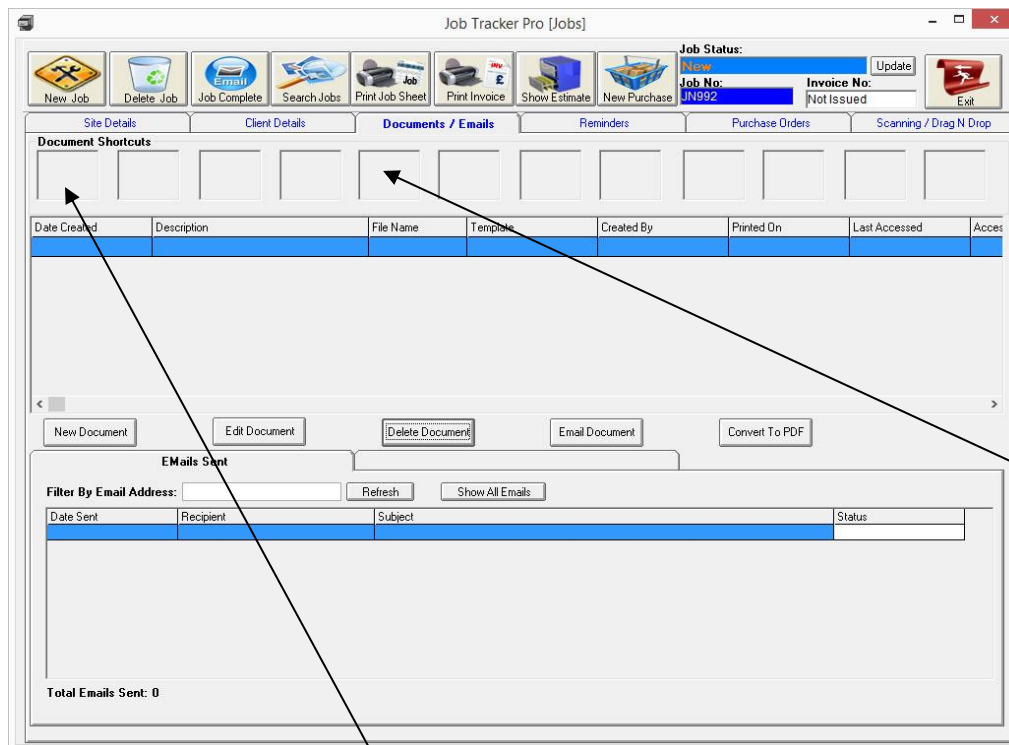 Job Tracker Pro [Jobs]
Job Status:
New
Update
Job No:
Invoice No:
JN992
Not Issued
New Job
Delete Job
Email
Job Complete
Search Jobs
Job
Print Job Sheet
INV
£
Print Invoice
Show Estimate
New Purchase
Exit
Site Details
Client Details
Documents / Emails
Reminders
Purchase Orders
Scanning / Drag N Drop
Document Shortcuts
Date Created Description File Name Template Created By Printed On Last Accessed Acces
New Document
Edit Document
Delete Document
Email Document
Convert To PDF
EMails Sent
Filter By Email Address:
Refresh
Show All Emails
Date Sent Recipient Subject Status
Total Emails Sent: 0